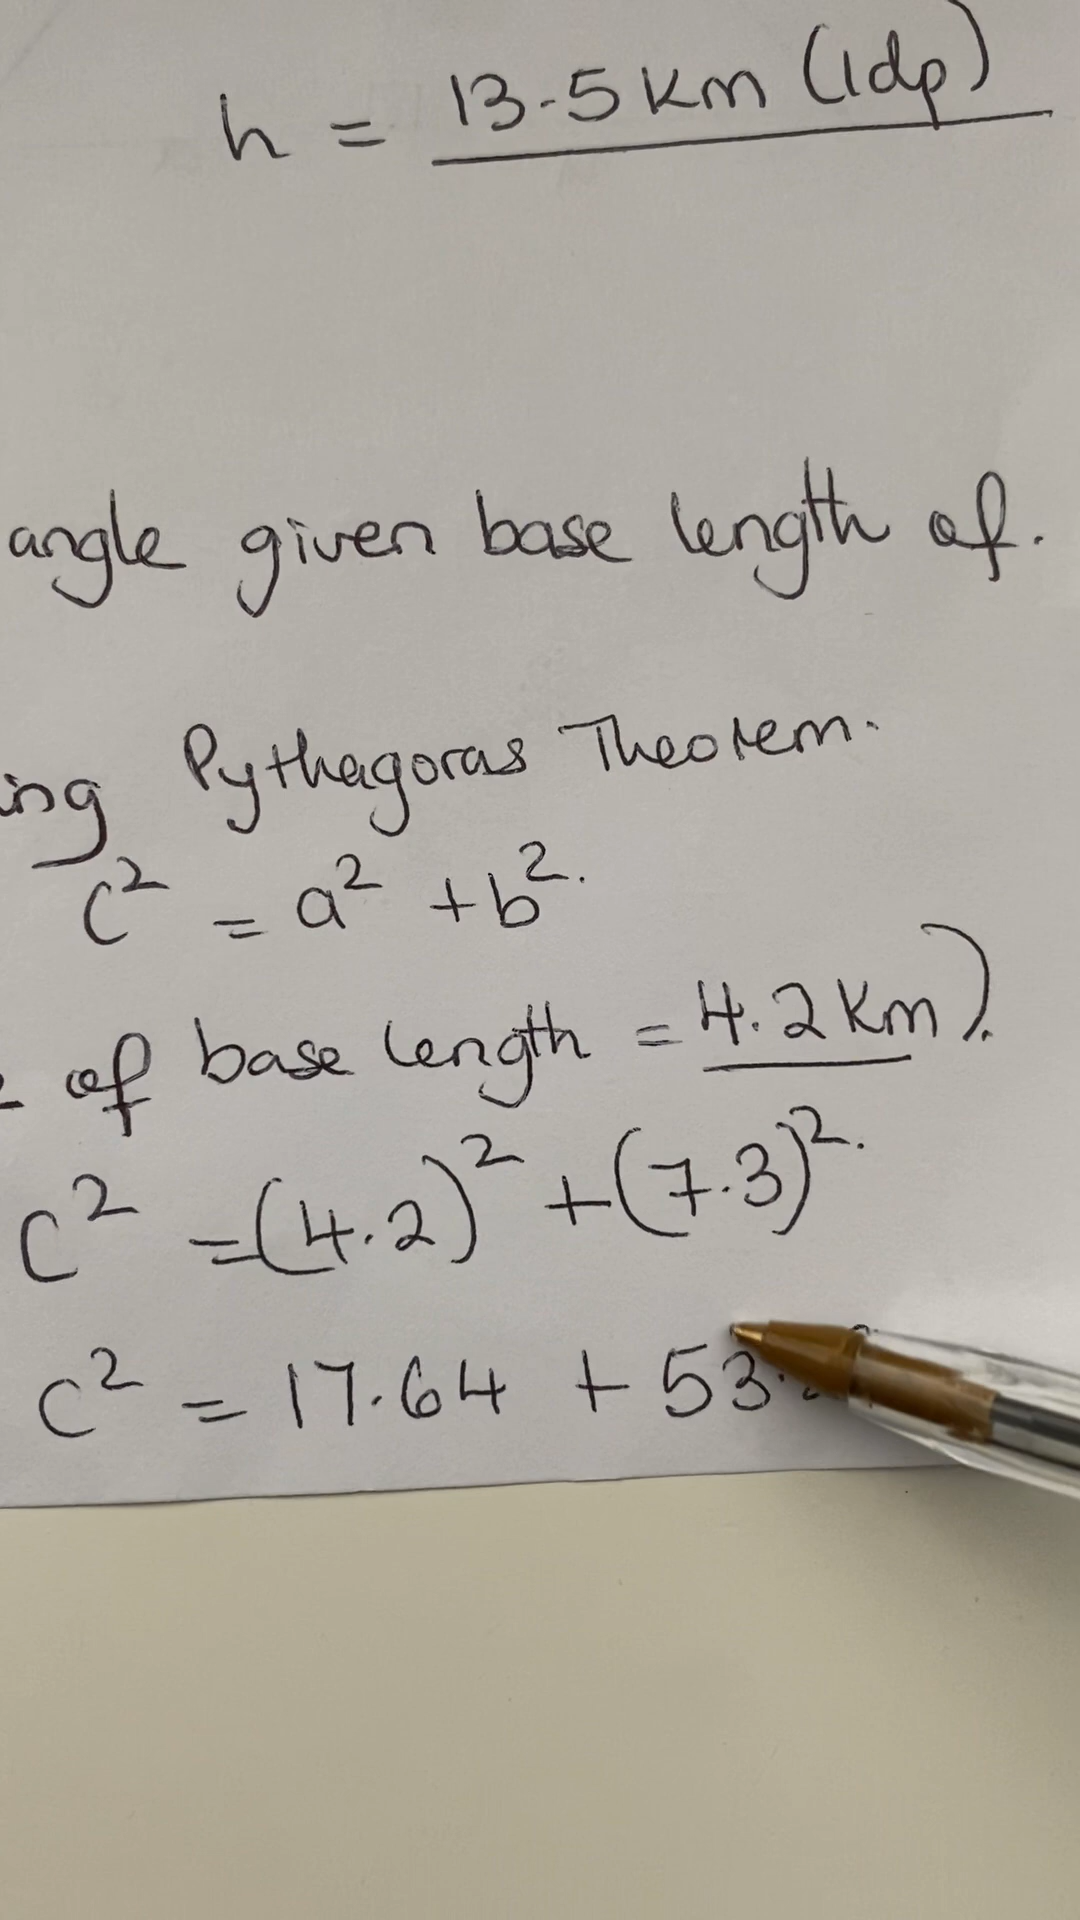 h = 13.5 km (1dp)
angle given base length of.
ing Pythagoras Theorem.
c² = a² + b².
of base length = 4.2 km).
c² = (4.2)² + (7.3)².
c² = 17.64 + 53.